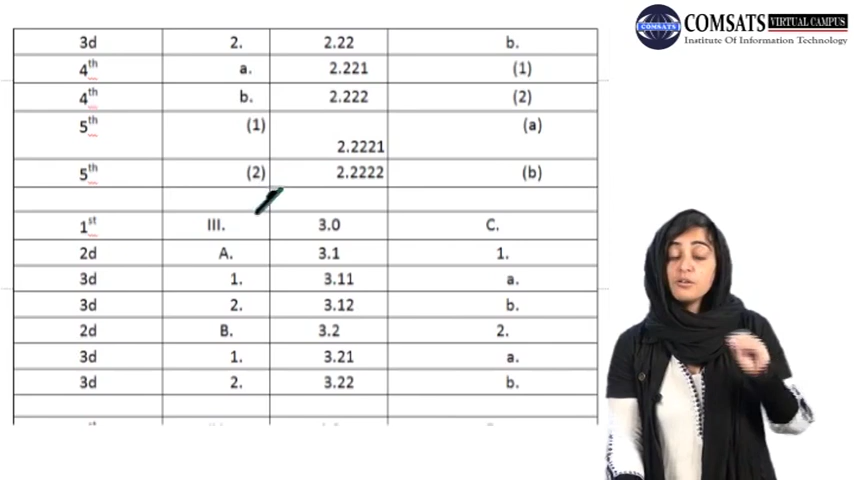 COMSATS VIRTUAL CAMPUS
Institute Of Information Technology
3d 2. 2.22 b.
4th a. 2.221 (1)
4th b. 2.222 (2)
5th (1) 2.2221 (a)
5th (2) 2.2222 (b)
1st III. 3.0 C.
2d A. 3.1 1.
3d 1. 3.11 a.
3d 2. 3.12 b.
2d B. 3.2 2.
3d 1. 3.21 a.
3d 2. 3.22 b.